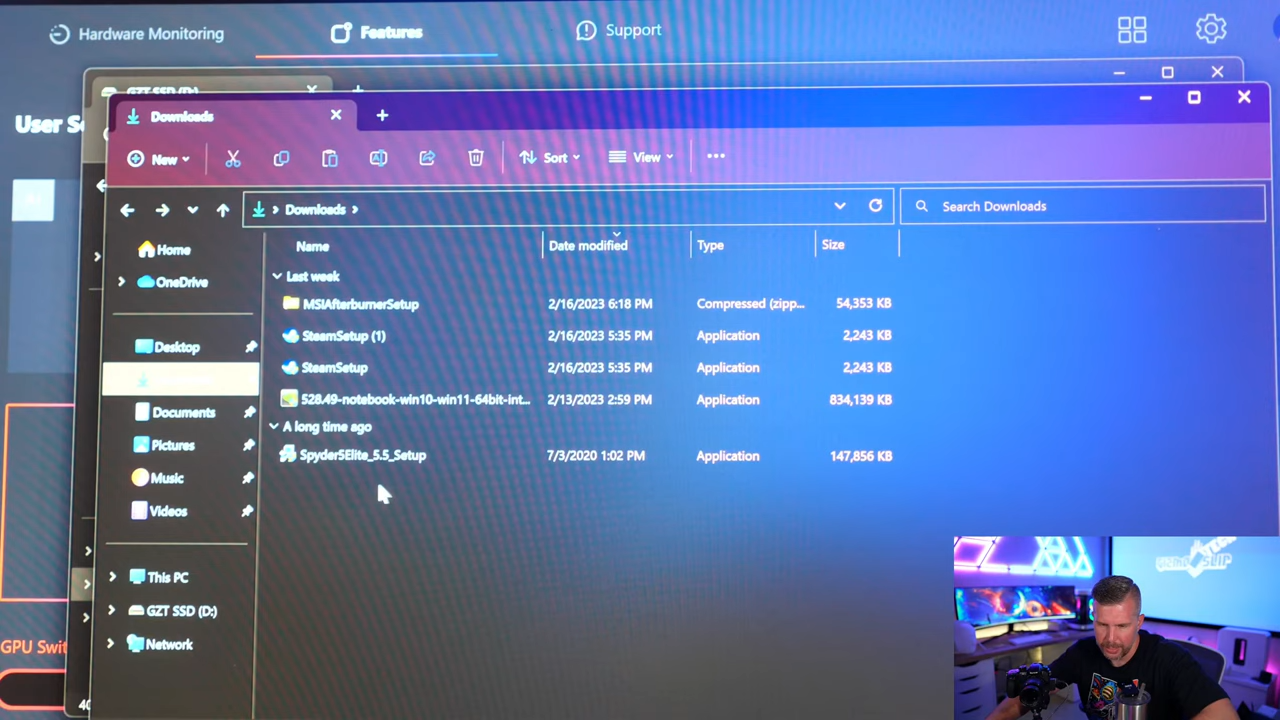 Hardware Monitoring
Features
Support
GZT SSD (D:)
User Se
Downloads
New
Sort
View
Downloads
Search Downloads
Home
OneDrive
Desktop
Documents
Pictures
Music
Videos
This PC
GZT SSD (D:)
Network
Name Date modified Type Size
Last week
MSIAfterburnerSetup 2/16/2023 6:18 PM Compressed (zipp... 54,353 KB
SteamSetup (1) 2/16/2023 5:35 PM Application 2,243 KB
SteamSetup 2/16/2023 5:35 PM Application 2,243 KB
528.49-notebook-win10-win11-64bit-int... 2/13/2023 2:59 PM Application 834,139 KB
A long time ago
Spyder5Elite_5.5_Setup 7/3/2020 1:02 PM Application 147,856 KB
GPU Swit
40